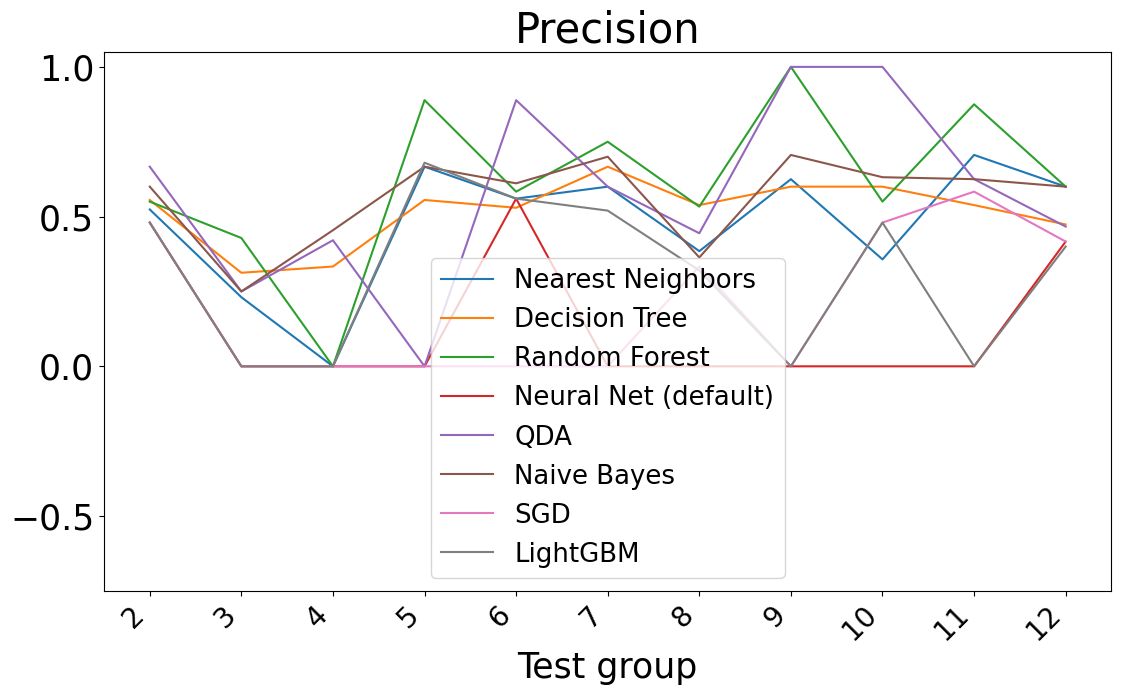 Precision
1.0
0.5
0.0
−0.5
Nearest Neighbors
Decision Tree
Random Forest
Neural Net (default)
QDA
Naive Bayes
SGD
LightGBM
2 3 4 5 6 7 8 9 10 11 12
Test group